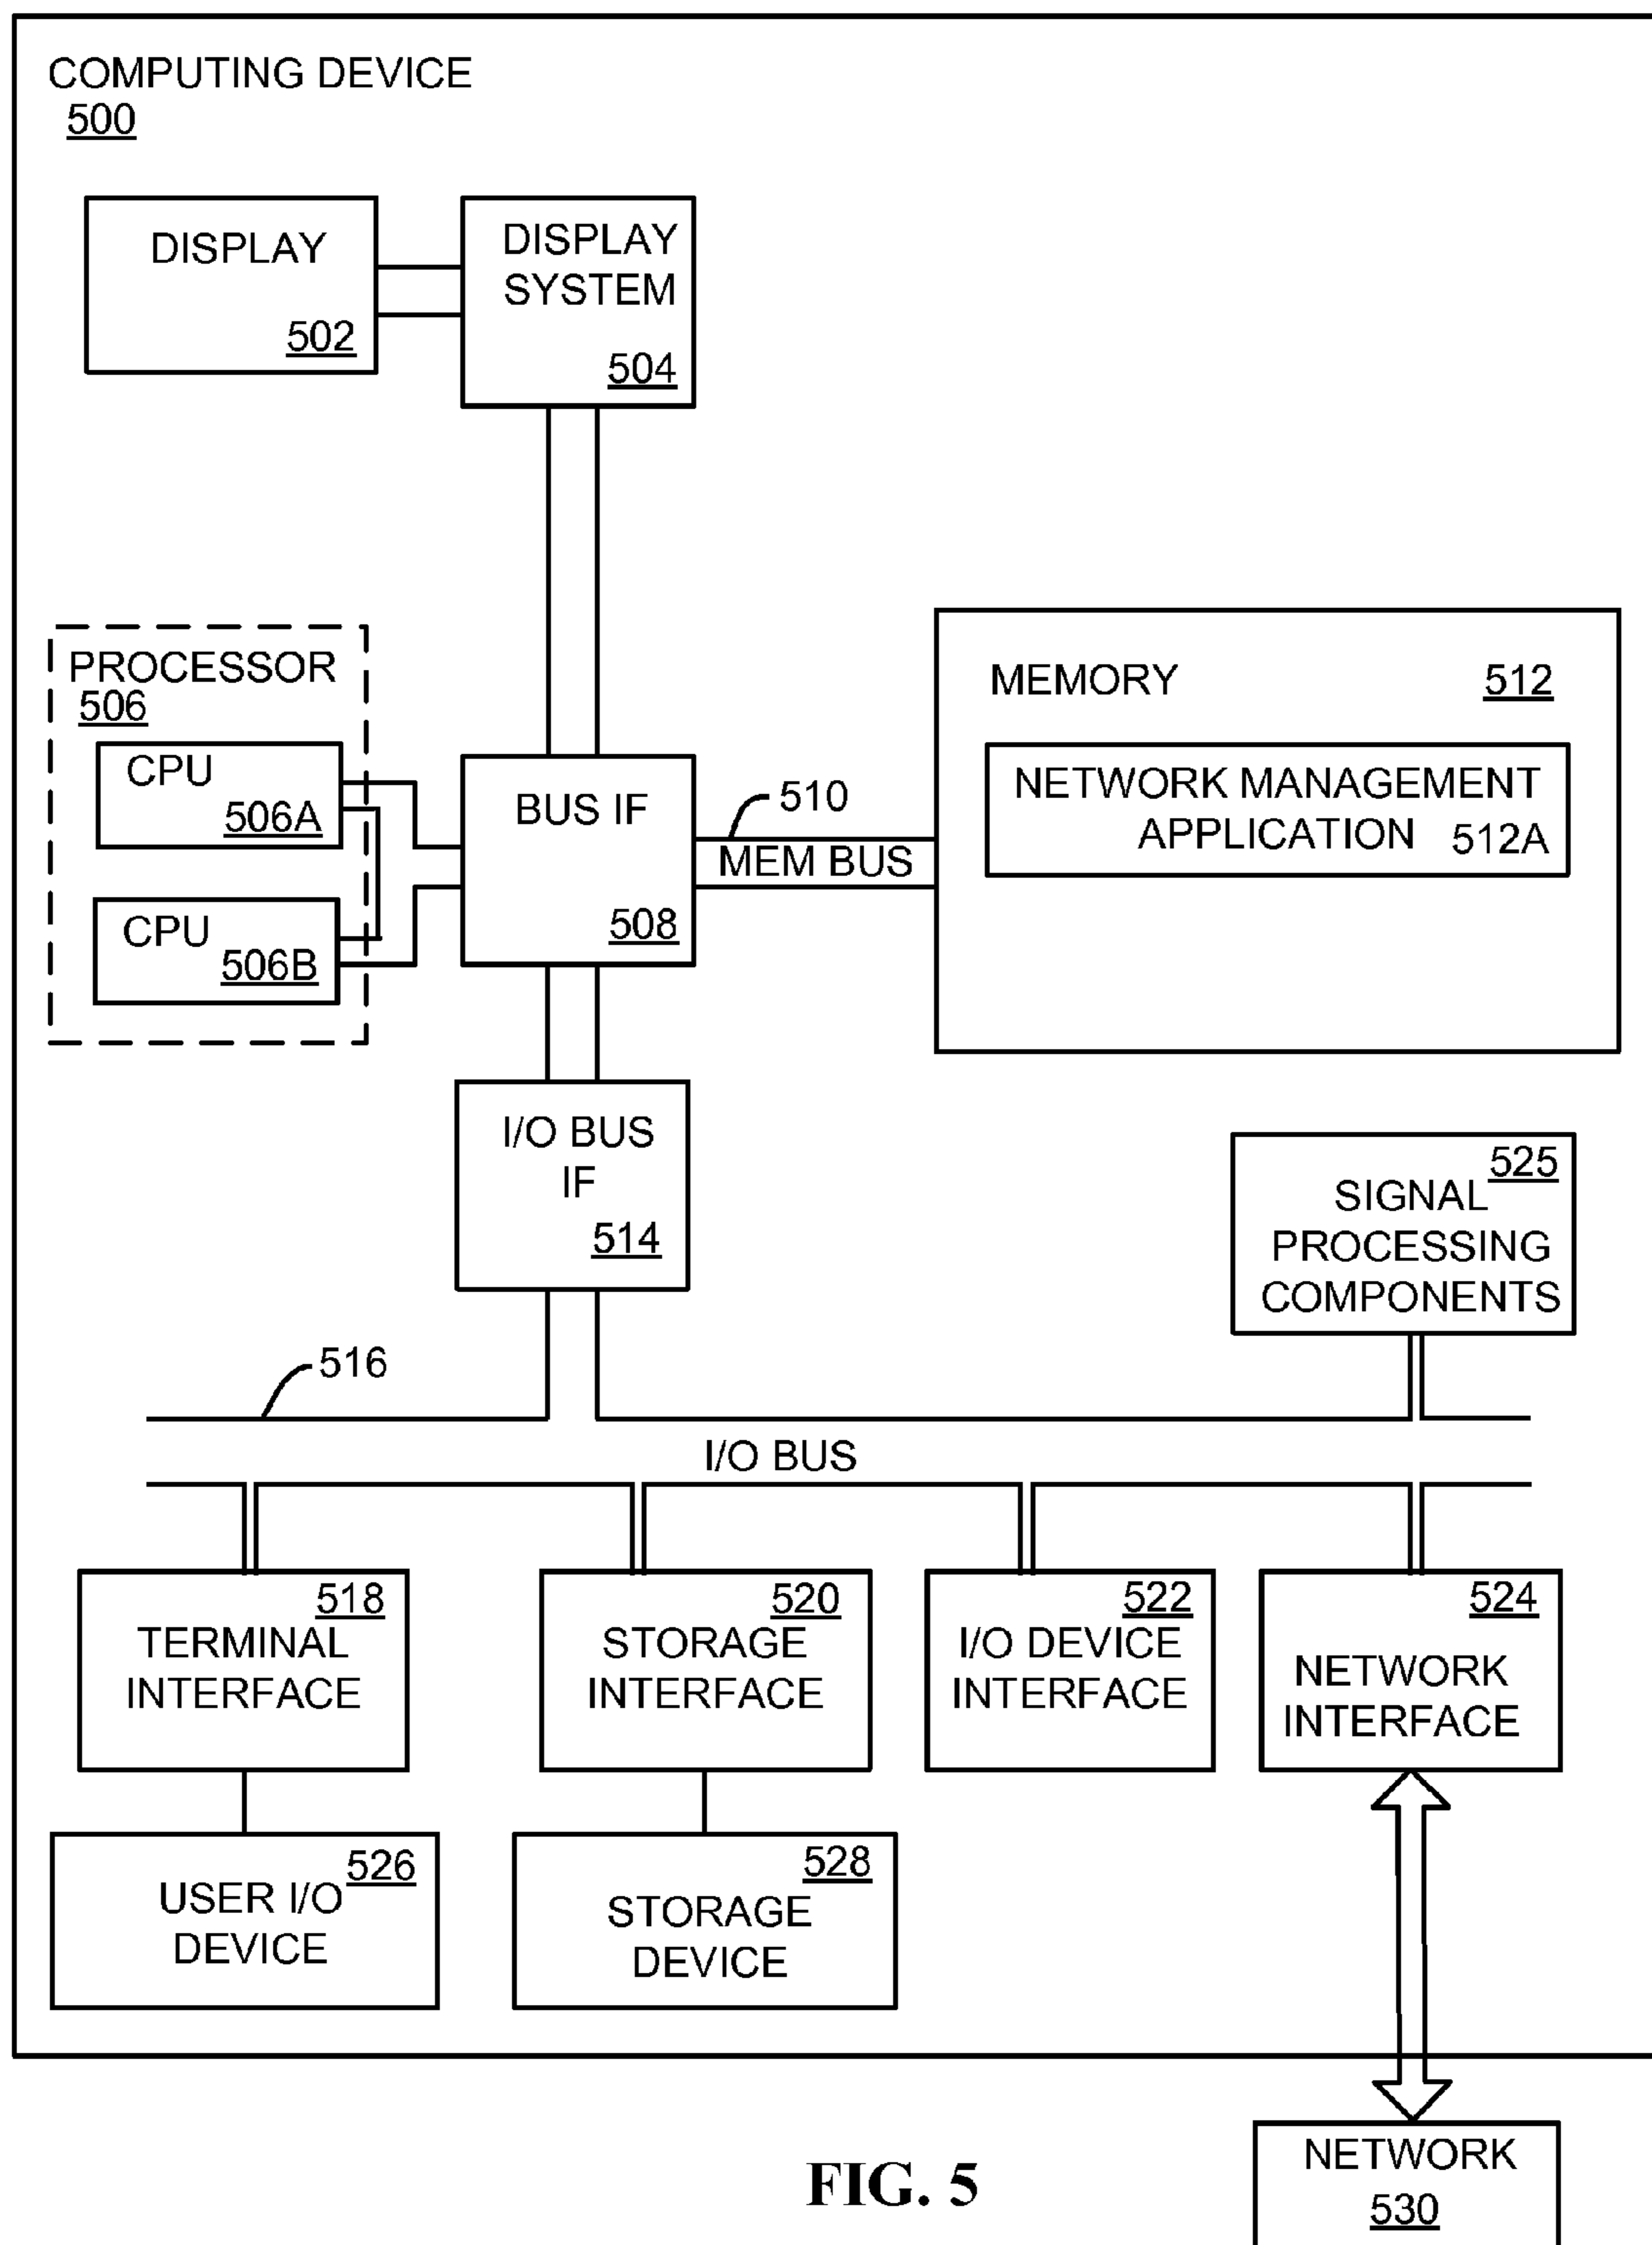 COMPUTING DEVICE
500
DISPLAY
502
DISPLAY
SYSTEM
504
PROCESSOR
506
CPU
506A
CPU
506B
BUS IF
508
510
MEM BUS
MEMORY 512
NETWORK MANAGEMENT
APPLICATION 512A
I/O BUS
IF
514
525
SIGNAL
PROCESSING
COMPONENTS
516
I/O BUS
518
TERMINAL
INTERFACE
520
STORAGE
INTERFACE
522
I/O DEVICE
INTERFACE
524
NETWORK
INTERFACE
526
USER I/O
DEVICE
528
STORAGE
DEVICE
NETWORK
530
FIG. 5